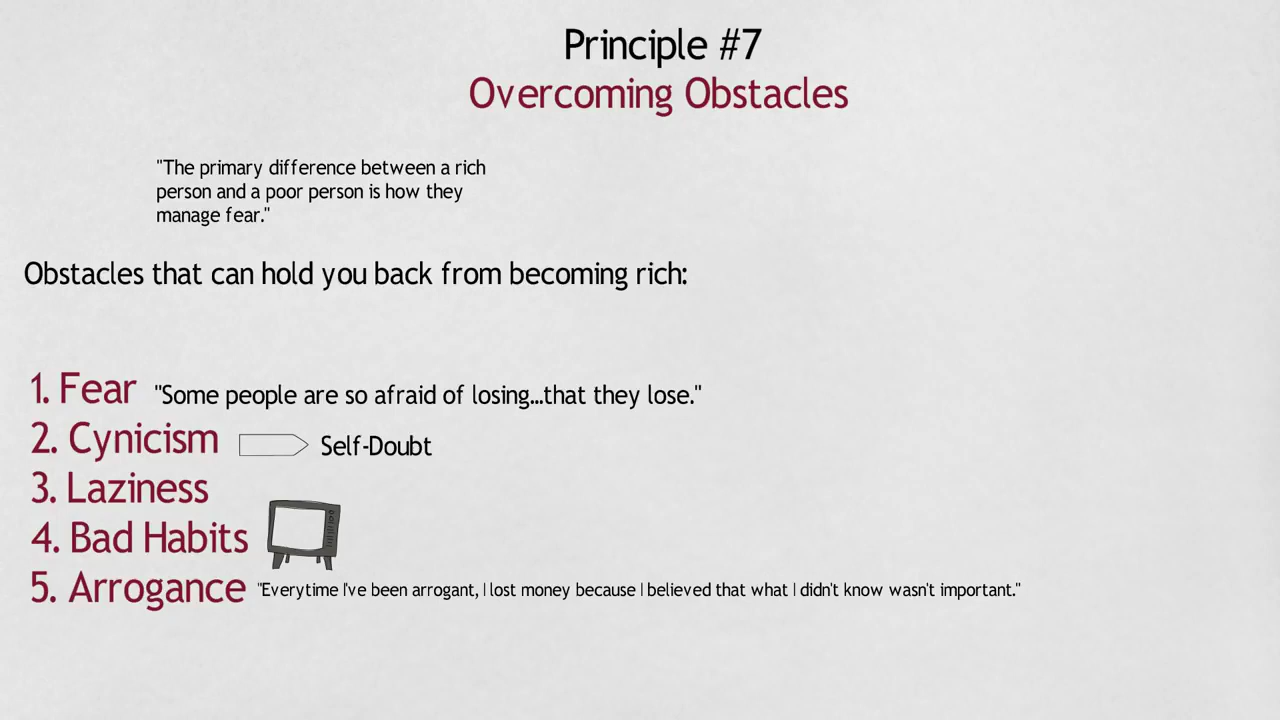 Principle #7
Overcoming Obstacles
"The primary difference between a rich
person and a poor person is how they
manage fear."
Obstacles that can hold you back from becoming rich:
1. Fear "Some people are so afraid of losing...that they lose."
2. Cynicism Self-Doubt
3. Laziness
4. Bad Habits
5. Arrogance "Everytime I've been arrogant, I lost money because I believed that what I didn't know wasn't important."